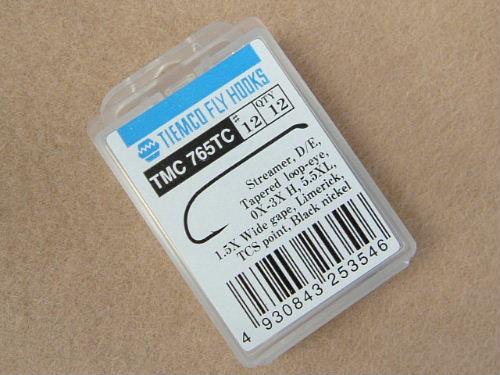 TIEMCO FLY HOOKS
TMC 765TC
# 12
QTY 12
Streamer, D/E,
Tapered loop-eye,
0X-3X H, 5.5XL,
1.5X Wide gape, Limerick,
TCS point, Black nickel
4 930843 253546